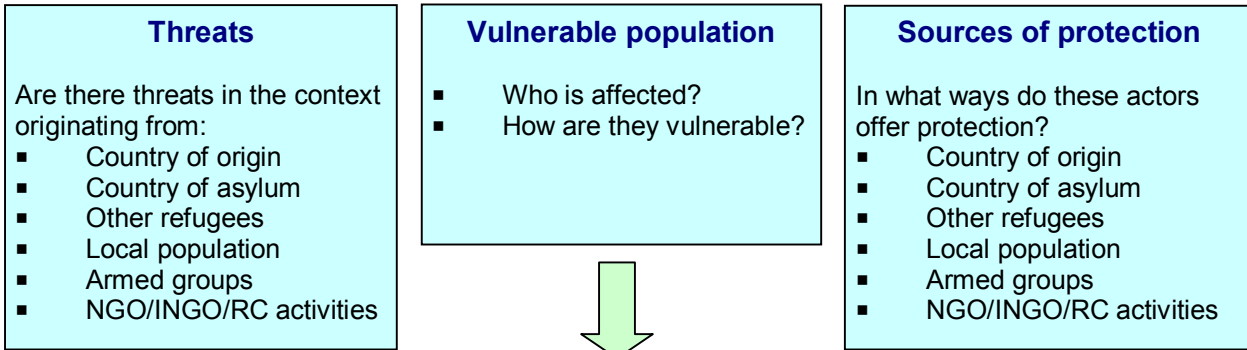 Threats
Are there threats in the context
originating from:
▪ Country of origin
▪ Country of asylum
▪ Other refugees
▪ Local population
▪ Armed groups
▪ NGO/INGO/RC activities
Vulnerable population
▪ Who is affected?
▪ How are they vulnerable?
Sources of protection
In what ways do these actors
offer protection?
▪ Country of origin
▪ Country of asylum
▪ Other refugees
▪ Local population
▪ Armed groups
▪ NGO/INGO/RC activities